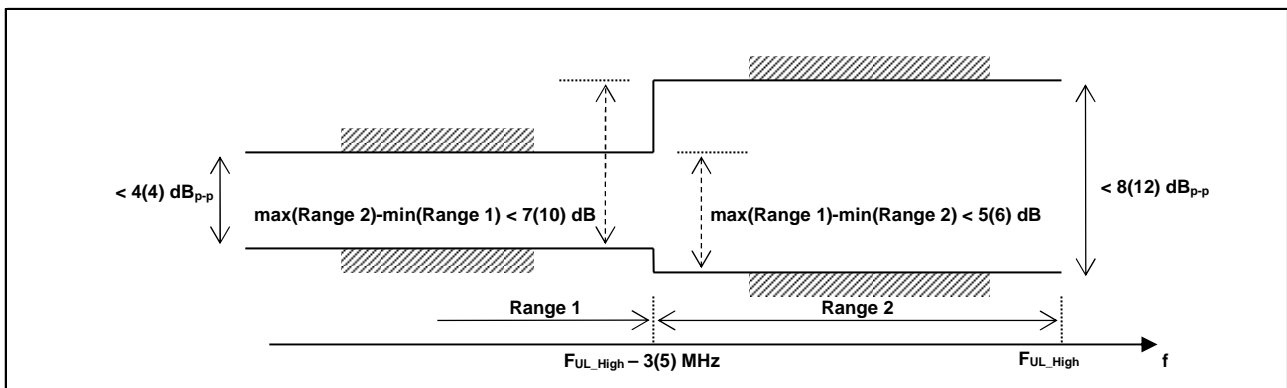 < 4(4) dBp-p
max(Range 2)-min(Range 1) < 7(10) dB
max(Range 1)-min(Range 2) < 5(6) dB
< 8(12) dBp-p
Range 1
Range 2
FUL_High – 3(5) MHz
FUL_High
f